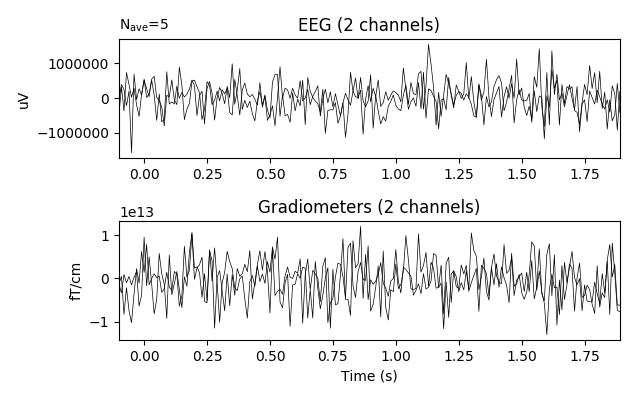 N_ave=5
EEG (2 channels)
uV
1000000
0
−1000000
0.00 0.25 0.50 0.75 1.00 1.25 1.50 1.75
1e13
Gradiometers (2 channels)
fT/cm
1
0
−1
0.00 0.25 0.50 0.75 1.00 1.25 1.50 1.75
Time (s)